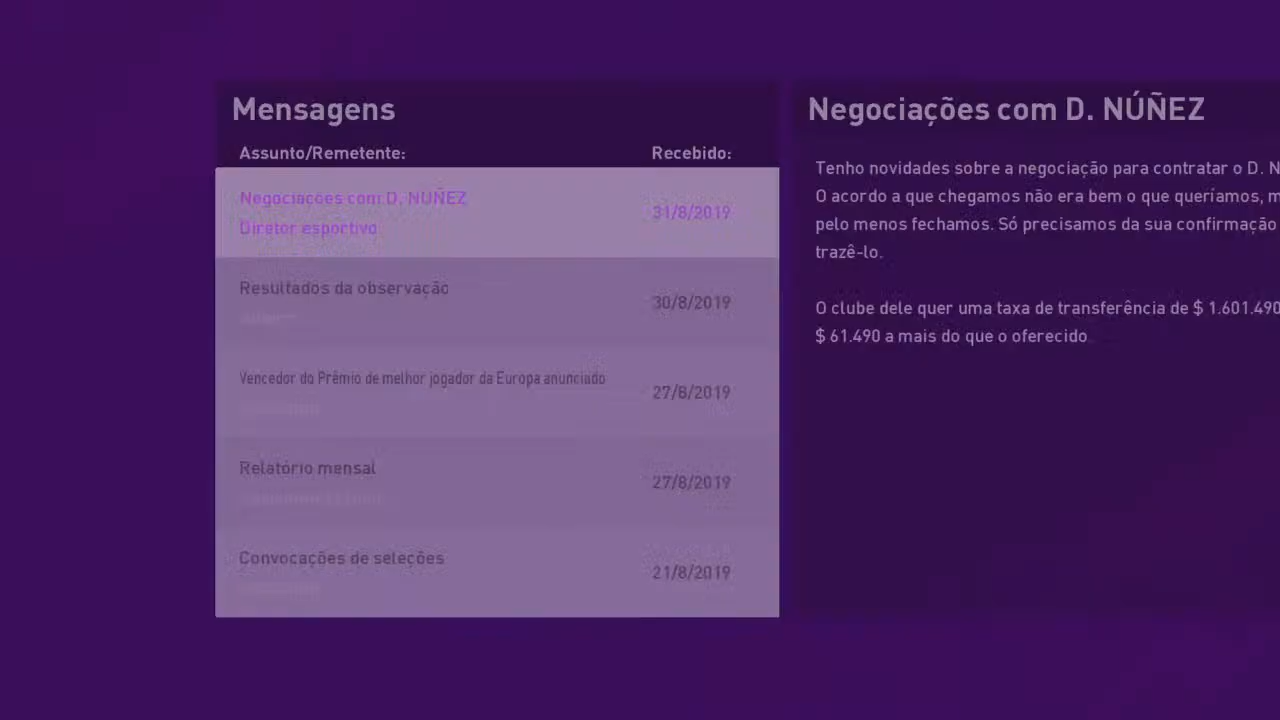 Mensagens
Assunto/Remetente: Recebido:
Negociações com D. NÚÑEZ
Diretor esportivo
31/8/2019
Resultados da observação
30/8/2019
Vencedor do Prêmio de melhor jogador da Europa anunciado
27/8/2019
Relatório mensal
27/8/2019
Convocações de seleções
21/8/2019
Negociações com D. NÚÑEZ
Tenho novidades sobre a negociação para contratar o D.
O acordo a que chegamos não era bem o que queríamos,
pelo menos fechamos. Só precisamos da sua confirmação
trazê-lo.
O clube dele quer uma taxa de transferência de $ 1.601.490
$ 61.490 a mais do que o oferecido